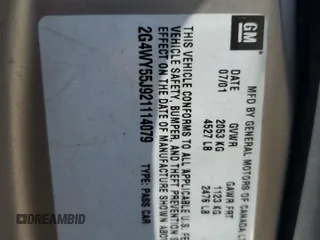 GM
MFD BY GENERAL MOTORS OF CANADA
DATE GVWR GAWR FRT
07/01 2053 KG 1123 KG
4527 LB 2476 LB
THIS VEHICLE CONFORMS TO ALL APPLICABLE U.S. FE
VEHICLE SAFETY, BUMPER, AND THEFT PREVENTION S
EFFECT ON THE DATE OF MANUFACTURE SHOWN ABOV
2G4WY55J921114079
TYPE: PASS CAR
DREAMBID